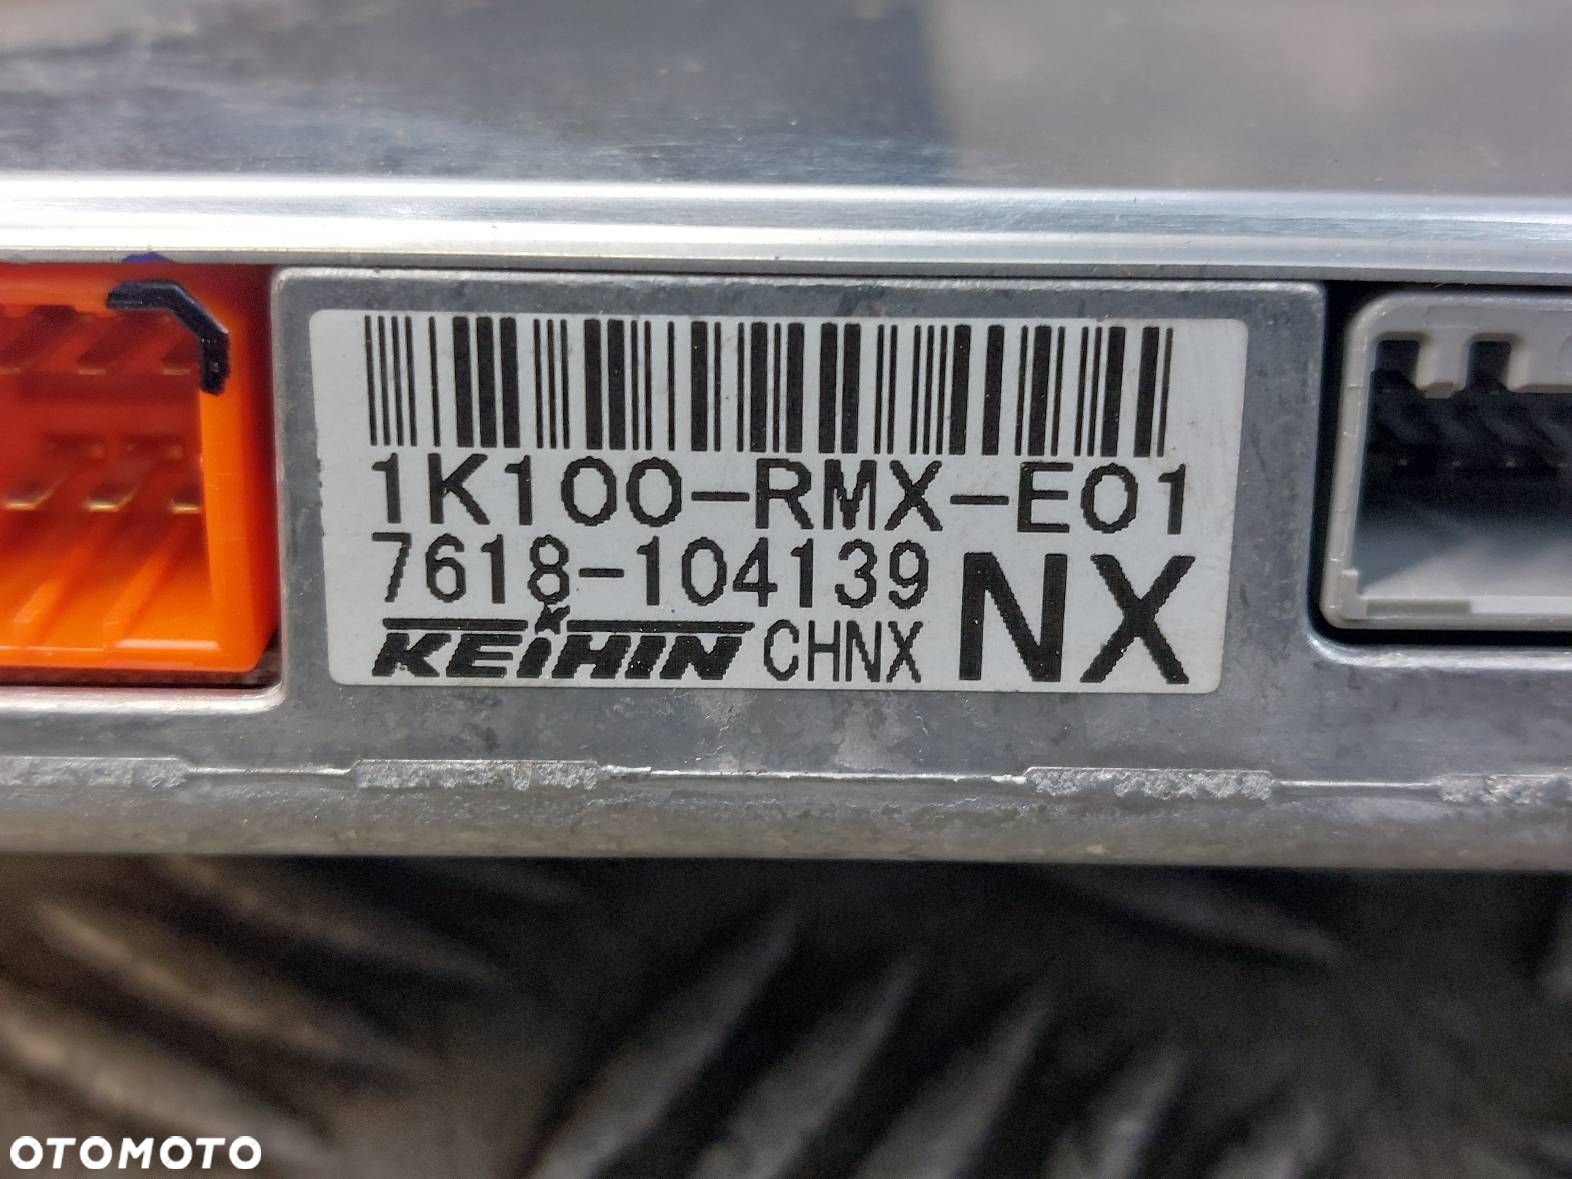 1K100-RMX-E01
7618-104139
KEIHIN CHNX NX
OTOMOTO